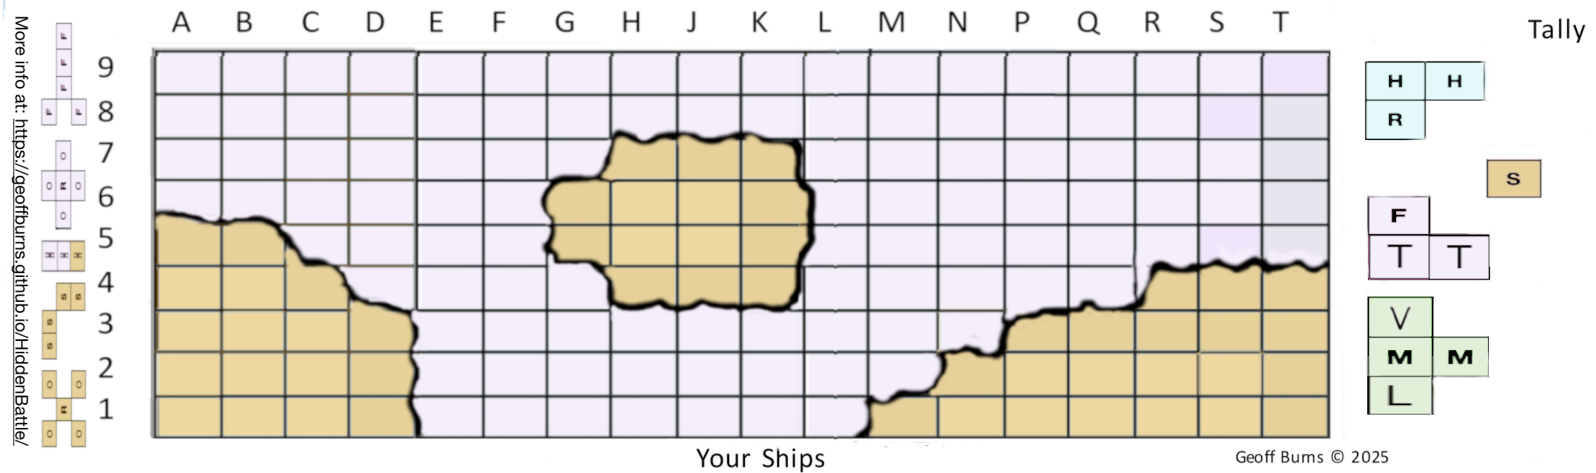 A B C D E F G H J K L M N P Q R S T
Tally
More info at: https://geoffburns.github.io/HiddenBattle/
F
F
F
F F
O
O R O
O
H H H
S S
S
S
O O
R
O O
9
8
7
6
5
4
3
2
1
H H
R
S
F
T T
V
M M
L
Your Ships
Geoff Burns © 2025